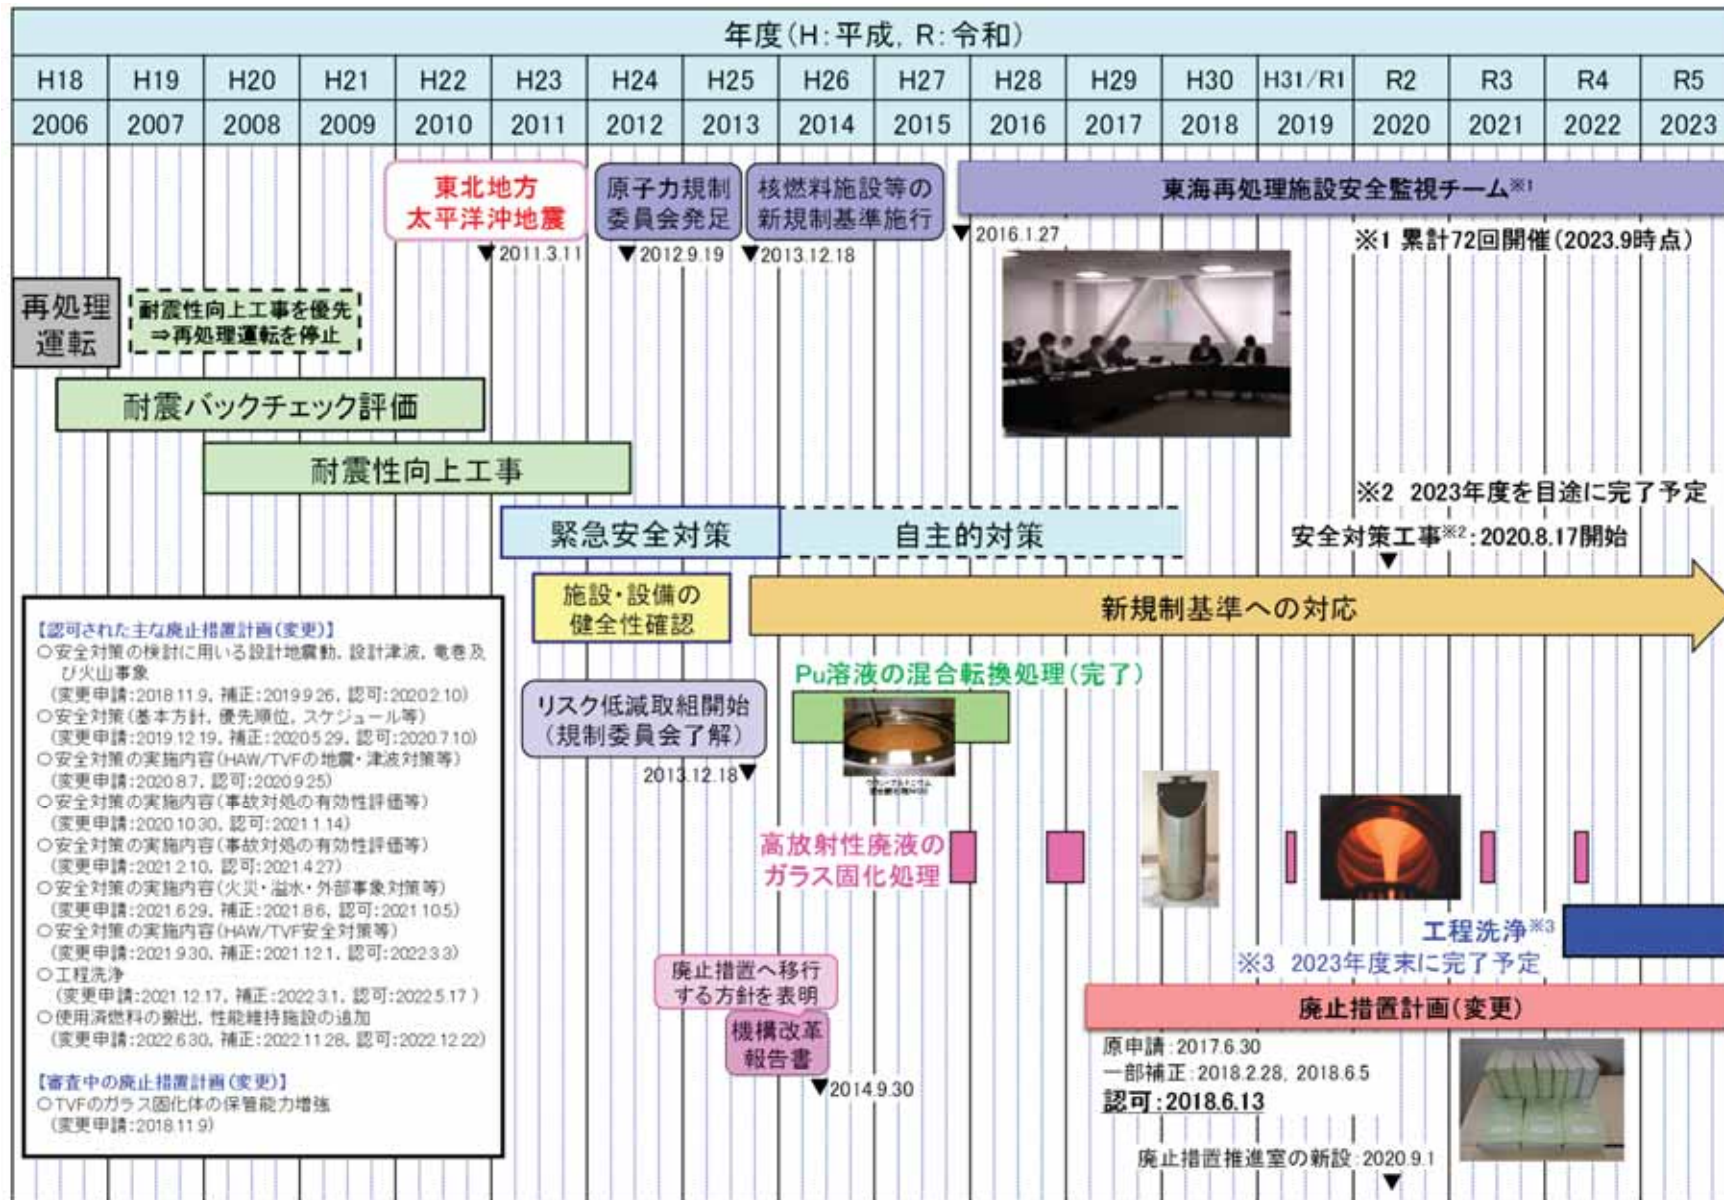 年度(H:平成, R:令和)
H18 H19 H20 H21 H22 H23 H24 H25 H26 H27 H28 H29 H30 H31/R1 R2 R3 R4 R5
2006 2007 2008 2009 2010 2011 2012 2013 2014 2015 2016 2017 2018 2019 2020 2021 2022 2023
東北地方
太平洋沖地震
▼2011.3.11
原子力規制
委員会発足
▼2012.9.19
核燃料施設等の
新規制基準施行
▼2013.12.18
東海再処理施設安全監視チーム※1
▼2016.1.27
※1 累計72回開催(2023.9時点)
再処理
運転
耐震性向上工事を優先
⇒再処理運転を停止
耐震バックチェック評価
耐震性向上工事
緊急安全対策
自主的対策
※2 2023年度を目途に完了予定
安全対策工事※2:2020.8.17開始
▼
施設・設備の
健全性確認
新規制基準への対応
リスク低減取組開始
(規制委員会了解)
2013.12.18▼
Pu溶液の混合転換処理(完了)
高放射性廃液の
ガラス固化処理
工程洗浄※3
※3 2023年度末に完了予定
廃止措置へ移行
する方針を表明
機構改革
報告書
▼2014.9.30
廃止措置計画(変更)
原申請:2017.6.30
一部補正:2018.2.28, 2018.6.5
認可:2018.6.13
廃止措置推進室の新設:2020.9.1
▼
【認可された主な廃止措置計画(変更)】
○安全対策の検討に用いる設計地震動, 設計津波, 竜巻及
び火山事象
(変更申請:2018.11.9, 補正:2019.9.26, 認可:2020.2.10)
○安全対策(基本方針, 優先順位, スケジュール等)
(変更申請:2019.12.19, 補正:2020.5.29, 認可:2020.7.10)
○安全対策の実施内容(HAW/TVFの地震・津波対策等)
(変更申請:2020.8.7, 認可:2020.9.25)
○安全対策の実施内容(事故対処の有効性評価等)
(変更申請:2020.10.30, 認可:2021.1.14)
○安全対策の実施内容(事故対処の有効性評価等)
(変更申請:2021.2.10, 認可:2021.4.27)
○安全対策の実施内容(火災・溢水・外部事象対策等)
(変更申請:2021.6.29, 補正:2021.8.6, 認可:2021.10.5)
○安全対策の実施内容(HAW/TVF安全対策等)
(変更申請:2021.9.30, 補正:2021.12.1, 認可:2022.3.3)
○工程洗浄
(変更申請:2021.12.17, 補正:2022.3.1, 認可:2022.5.17)
○使用済燃料の搬出, 性能維持施設の追加
(変更申請:2022.6.30, 補正:2022.11.28, 認可:2022.12.22)
【審査中の廃止措置計画(変更)】
○TVFのガラス固化体の保管能力増強
(変更申請:2018.11.9)